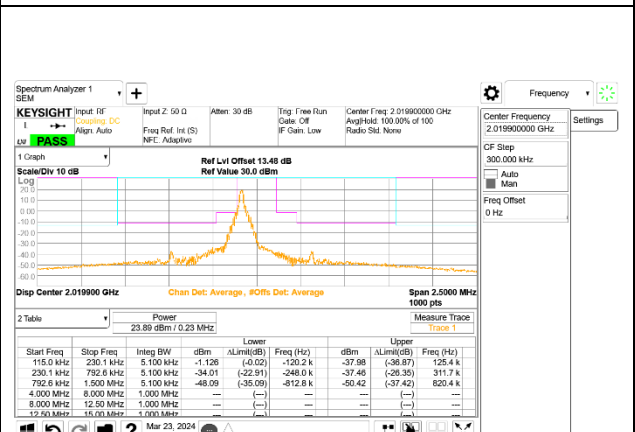 Spectrum Analyzer 1
SEM
+
Frequency
KEYSIGHT Input: RF Input Z: 50 Ω Atten: 30 dB Trig: Free Run Center Freq: 2.019900000 GHz
Coupling: DC Gate: Off Avg|Hold: 100.00% of 100
Align: Auto Freq Ref: Int (S) IF Gain: Low Radio Std: None
NFE: Adaptive
PASS
Center Frequency
2.019900000 GHz
Settings
CF Step
300.000 kHz
Auto
Man
Freq Offset
0 Hz
1 Graph
Ref Lvl Offset 13.48 dB
Scale/Div 10 dB Ref Value 30.0 dBm
Log
20.0
10.0
0.00
-10.0
-20.0
-30.0
-40.0
-50.0
-60.0
Disp Center 2.019900 GHz Chan Det: Average , #Offs Det: Average Span 2.5000 MHz
1000 pts
2 Table
Power
23.89 dBm / 0.23 MHz
Measure Trace
Trace 1
Lower Upper
Start Freq Stop Freq Integ BW dBm ΔLimit(dB) Freq (Hz) dBm ΔLimit(dB) Freq (Hz)
115.0 kHz 230.1 kHz 5.100 kHz -1.126 (-0.02) -120.2 k -37.98 (-36.87) 125.4 k
230.1 kHz 792.6 kHz 5.100 kHz -34.01 (-22.91) -248.0 k -37.46 (-26.35) 311.7 k
792.6 kHz 1.500 MHz 5.100 kHz -48.09 (-35.09) -812.8 k -50.42 (-37.42) 820.4 k
4.000 MHz 8.000 MHz 1.000 MHz --- (---) --- --- (---) ---
8.000 MHz 12.50 MHz 1.000 MHz --- (---) --- --- (---) ---
12.50 MHz 15.00 MHz 1.000 MHz --- (---) --- --- (---) ---
? Mar 23, 2024